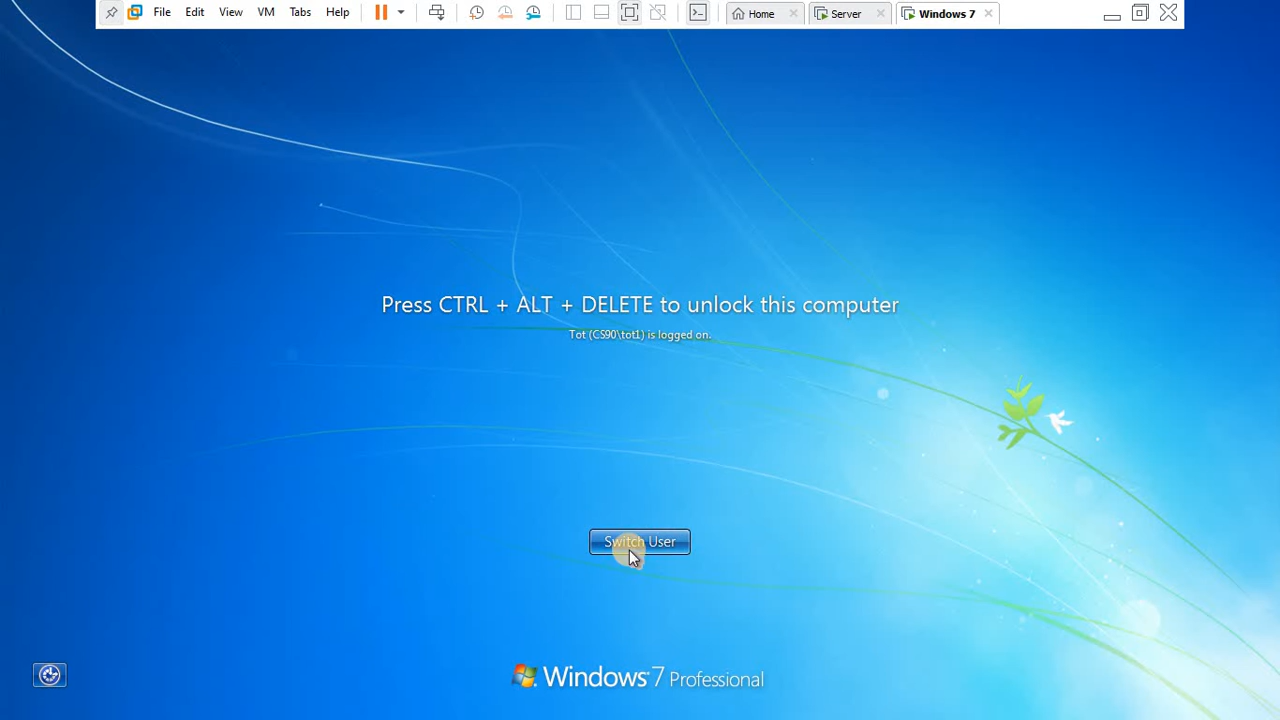 File Edit View VM Tabs Help Home Server Windows 7
Press CTRL + ALT + DELETE to unlock this computer
Tot (CS90\tot1) is logged on.
Switch User
Windows 7 Professional